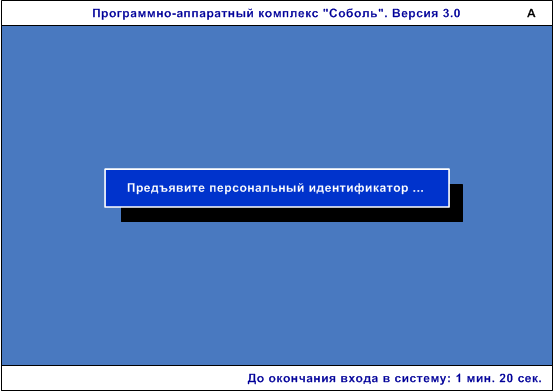 Программно-аппаратный комплекс "Соболь". Версия 3.0 А
Предъявите персональный идентификатор ...
До окончания входа в систему: 1 мин. 20 сек.